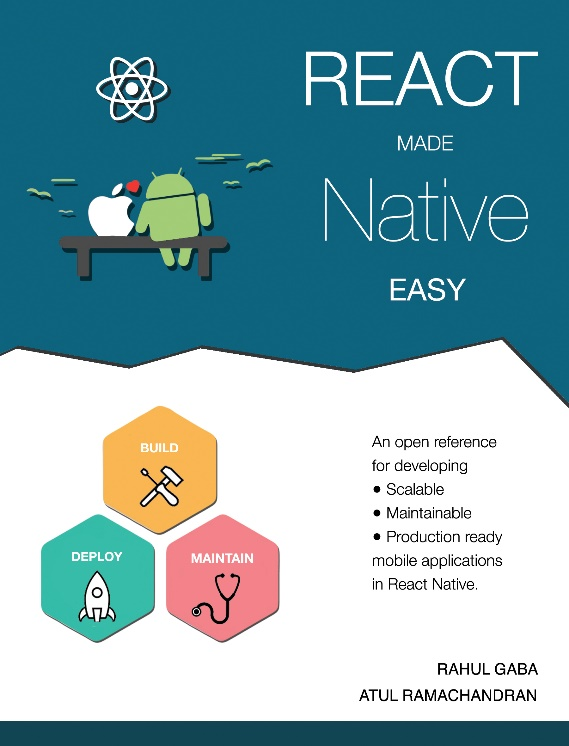 REACT
MADE
Native
EASY
BUILD
DEPLOY
MAINTAIN
An open reference
for developing
• Scalable
• Maintainable
• Production ready
mobile applications
in React Native.
RAHUL GABA
ATUL RAMACHANDRAN